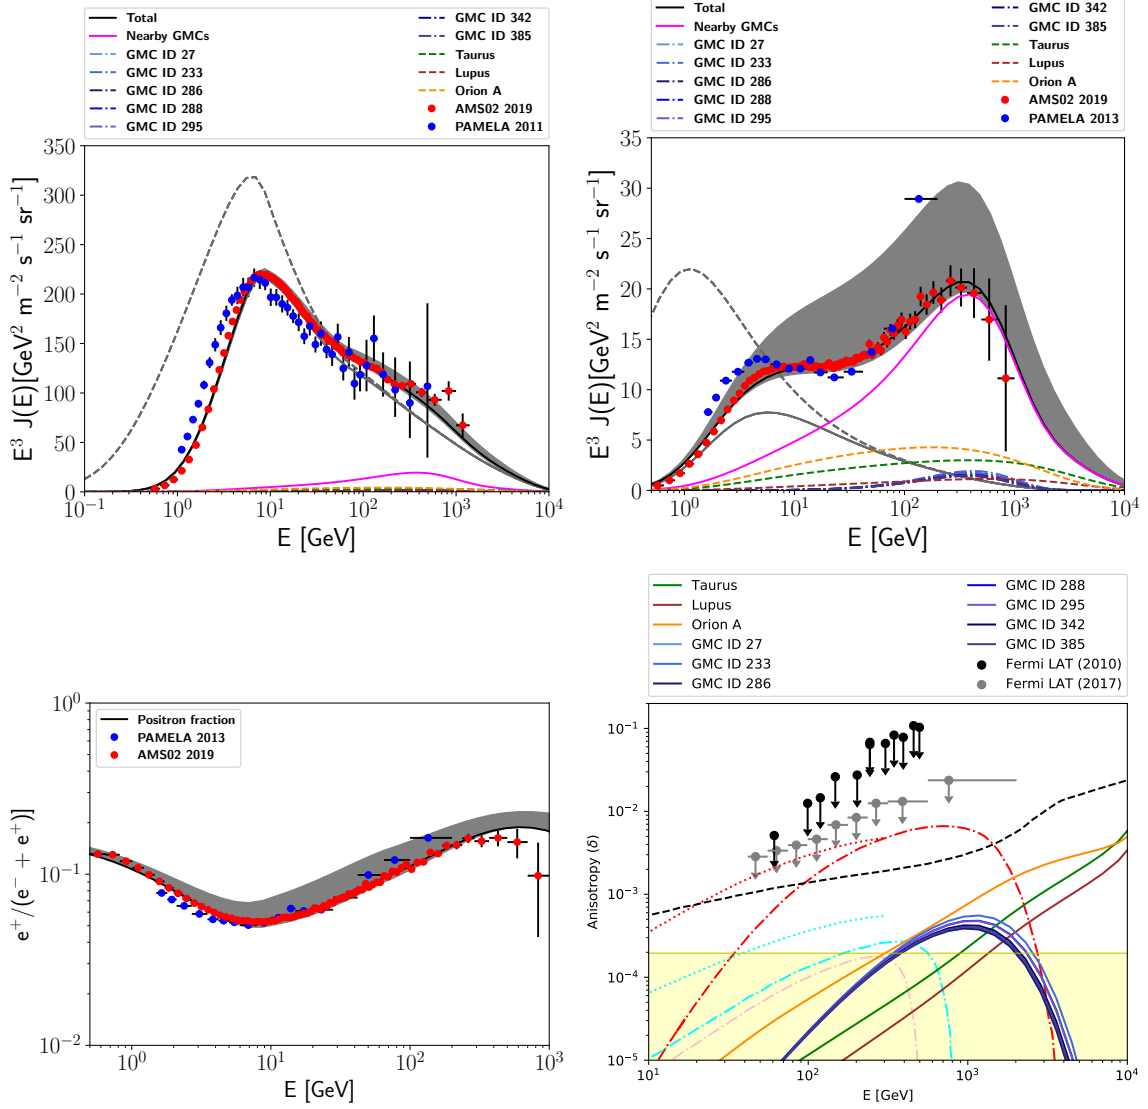 Total
Nearby GMCs
GMC ID 27
GMC ID 233
GMC ID 286
GMC ID 288
GMC ID 295
GMC ID 342
GMC ID 385
Taurus
Lupus
Orion A
AMS02 2019
PAMELA 2011
E³ J(E)[GeV² m⁻² s⁻¹ sr⁻¹]
350
300
250
200
150
100
50
0
10⁻¹ 10⁰ 10¹ 10² 10³ 10⁴
E [GeV]
Total
Nearby GMCs
GMC ID 27
GMC ID 233
GMC ID 286
GMC ID 288
GMC ID 295
GMC ID 342
GMC ID 385
Taurus
Lupus
Orion A
AMS02 2019
PAMELA 2013
E³ J(E)[GeV² m⁻² s⁻¹ sr⁻¹]
35
30
25
20
15
10
5
0
10⁰ 10¹ 10² 10³ 10⁴
E [GeV]
Positron fraction
PAMELA 2013
AMS02 2019
e⁺/(e⁻ + e⁺)]
10⁰
10⁻¹
10⁻²
10⁰ 10¹ 10² 10³
E [GeV]
Taurus
Lupus
Orion A
GMC ID 27
GMC ID 233
GMC ID 286
GMC ID 288
GMC ID 295
GMC ID 342
GMC ID 385
Fermi LAT (2010)
Fermi LAT (2017)
Anisotropy (δ)
10⁻¹
10⁻²
10⁻³
10⁻⁴
10⁻⁵
10¹ 10² 10³ 10⁴
E [GeV]